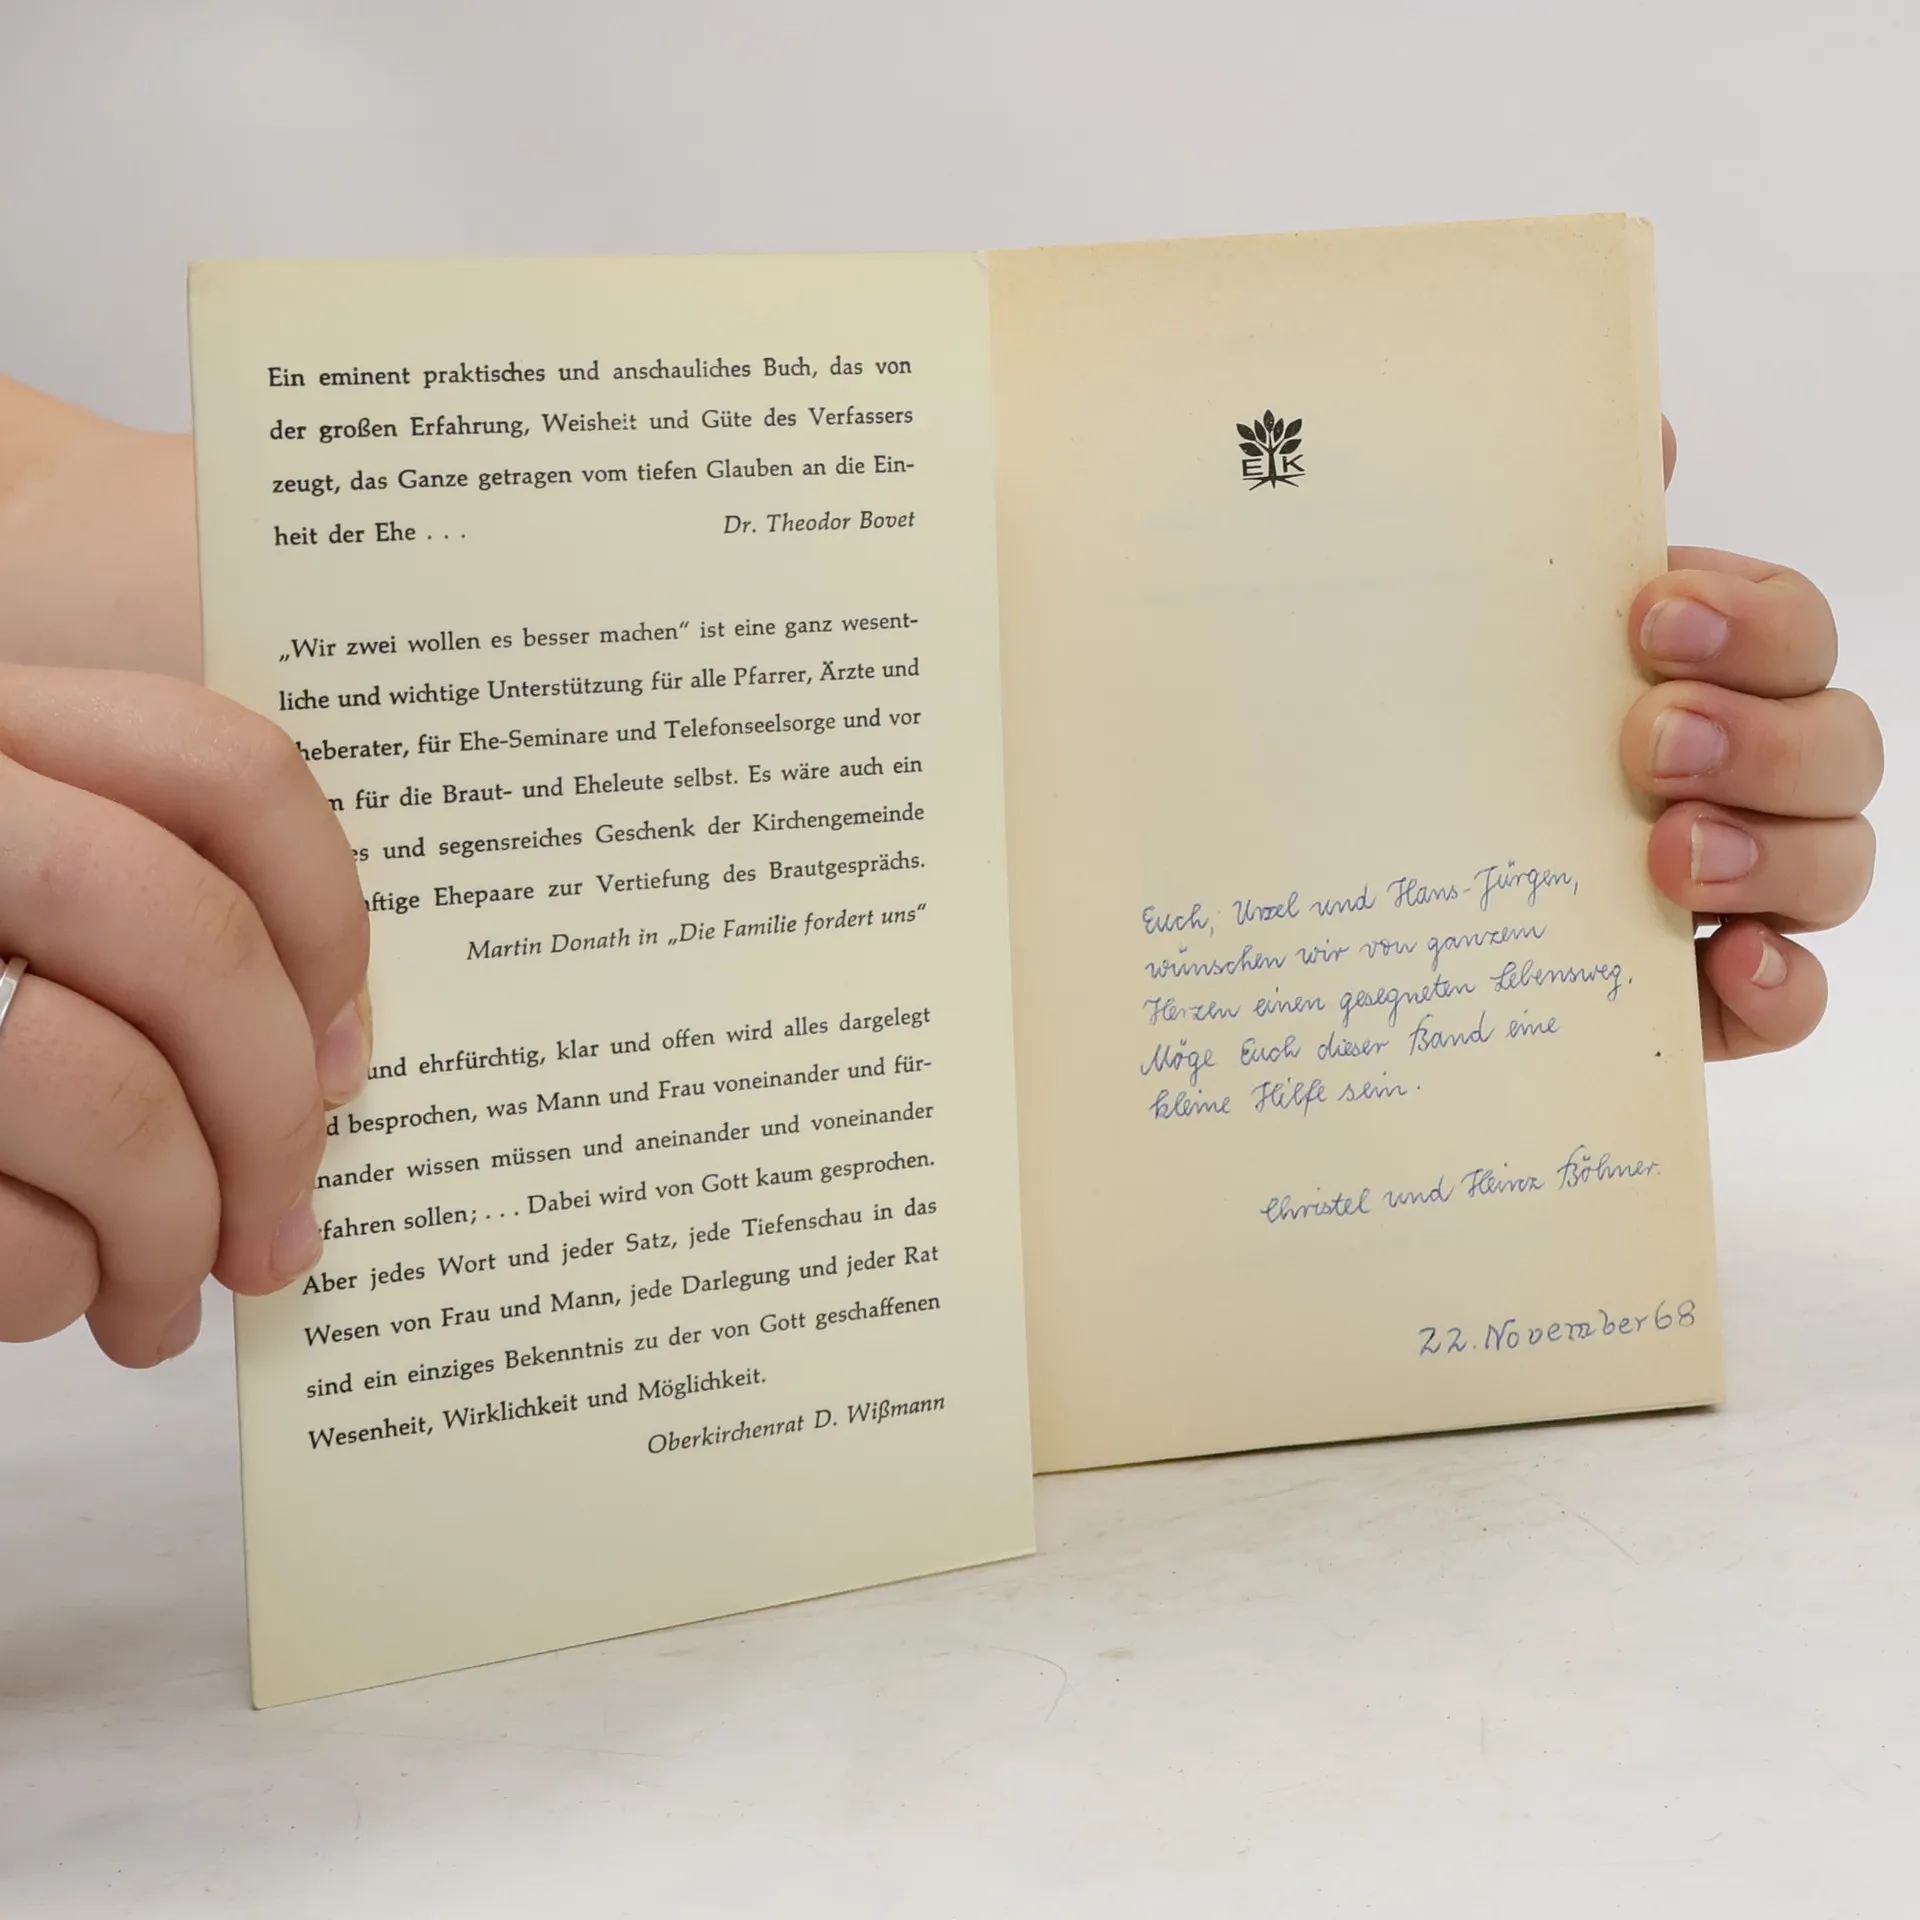 Ein eminent praktisches und anschauliches Buch, das von
der großen Erfahrung, Weisheit und Güte des Verfassers
zeugt, das Ganze getragen vom tiefen Glauben an die Ein-
heit der Ehe . . . Dr. Theodor Bovet
„Wir zwei wollen es besser machen“ ist eine ganz wesent-
liche und wichtige Unterstützung für alle Pfarrer, Ärzte und
heberater, für Ehe-Seminare und Telefonseelsorge und vor
m für die Braut- und Eheleute selbst. Es wäre auch ein
es und segensreiches Geschenk der Kirchengemeinde
ftige Ehepaare zur Vertiefung des Brautgesprächs.
Martin Donath in „Die Familie fordert uns“
und ehrfürchtig, klar und offen wird alles dargelegt
d besprochen, was Mann und Frau voneinander und für-
nander wissen müssen und aneinander und voneinander
fahren sollen; . . . Dabei wird von Gott kaum gesprochen.
Aber jedes Wort und jeder Satz, jede Tiefenschau in das
Wesen von Frau und Mann, jede Darlegung und jeder Rat
sind ein einziges Bekenntnis zu der von Gott geschaffenen
Wesenheit, Wirklichkeit und Möglichkeit.
Oberkirchenrat D. Wißmann
E K
Euch, Ursel und Hans-Jürgen,
wünschen wir von ganzem
Herzen einen gesegneten Lebensweg.
Möge Euch dieser Band eine
kleine Hilfe sein.
Christel und Heinz Böhner.
22. November 68